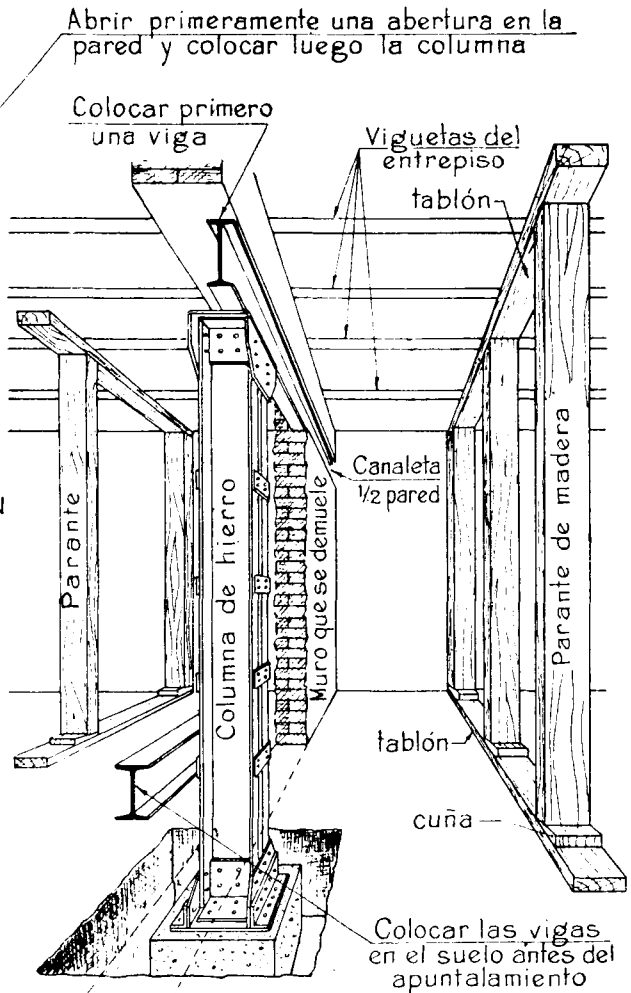 Abrir primeramente una abertura en la
pared y colocar luego la columna
Colocar primero
una viga
Viguetas del
entrepiso
tablón
Parante
Columna de hierro
Muro que se demuele
Canaleta
1/2 pared
Parante de madera
tablón
cuña
Colocar las vigas
en el suelo antes del
apuntalamiento